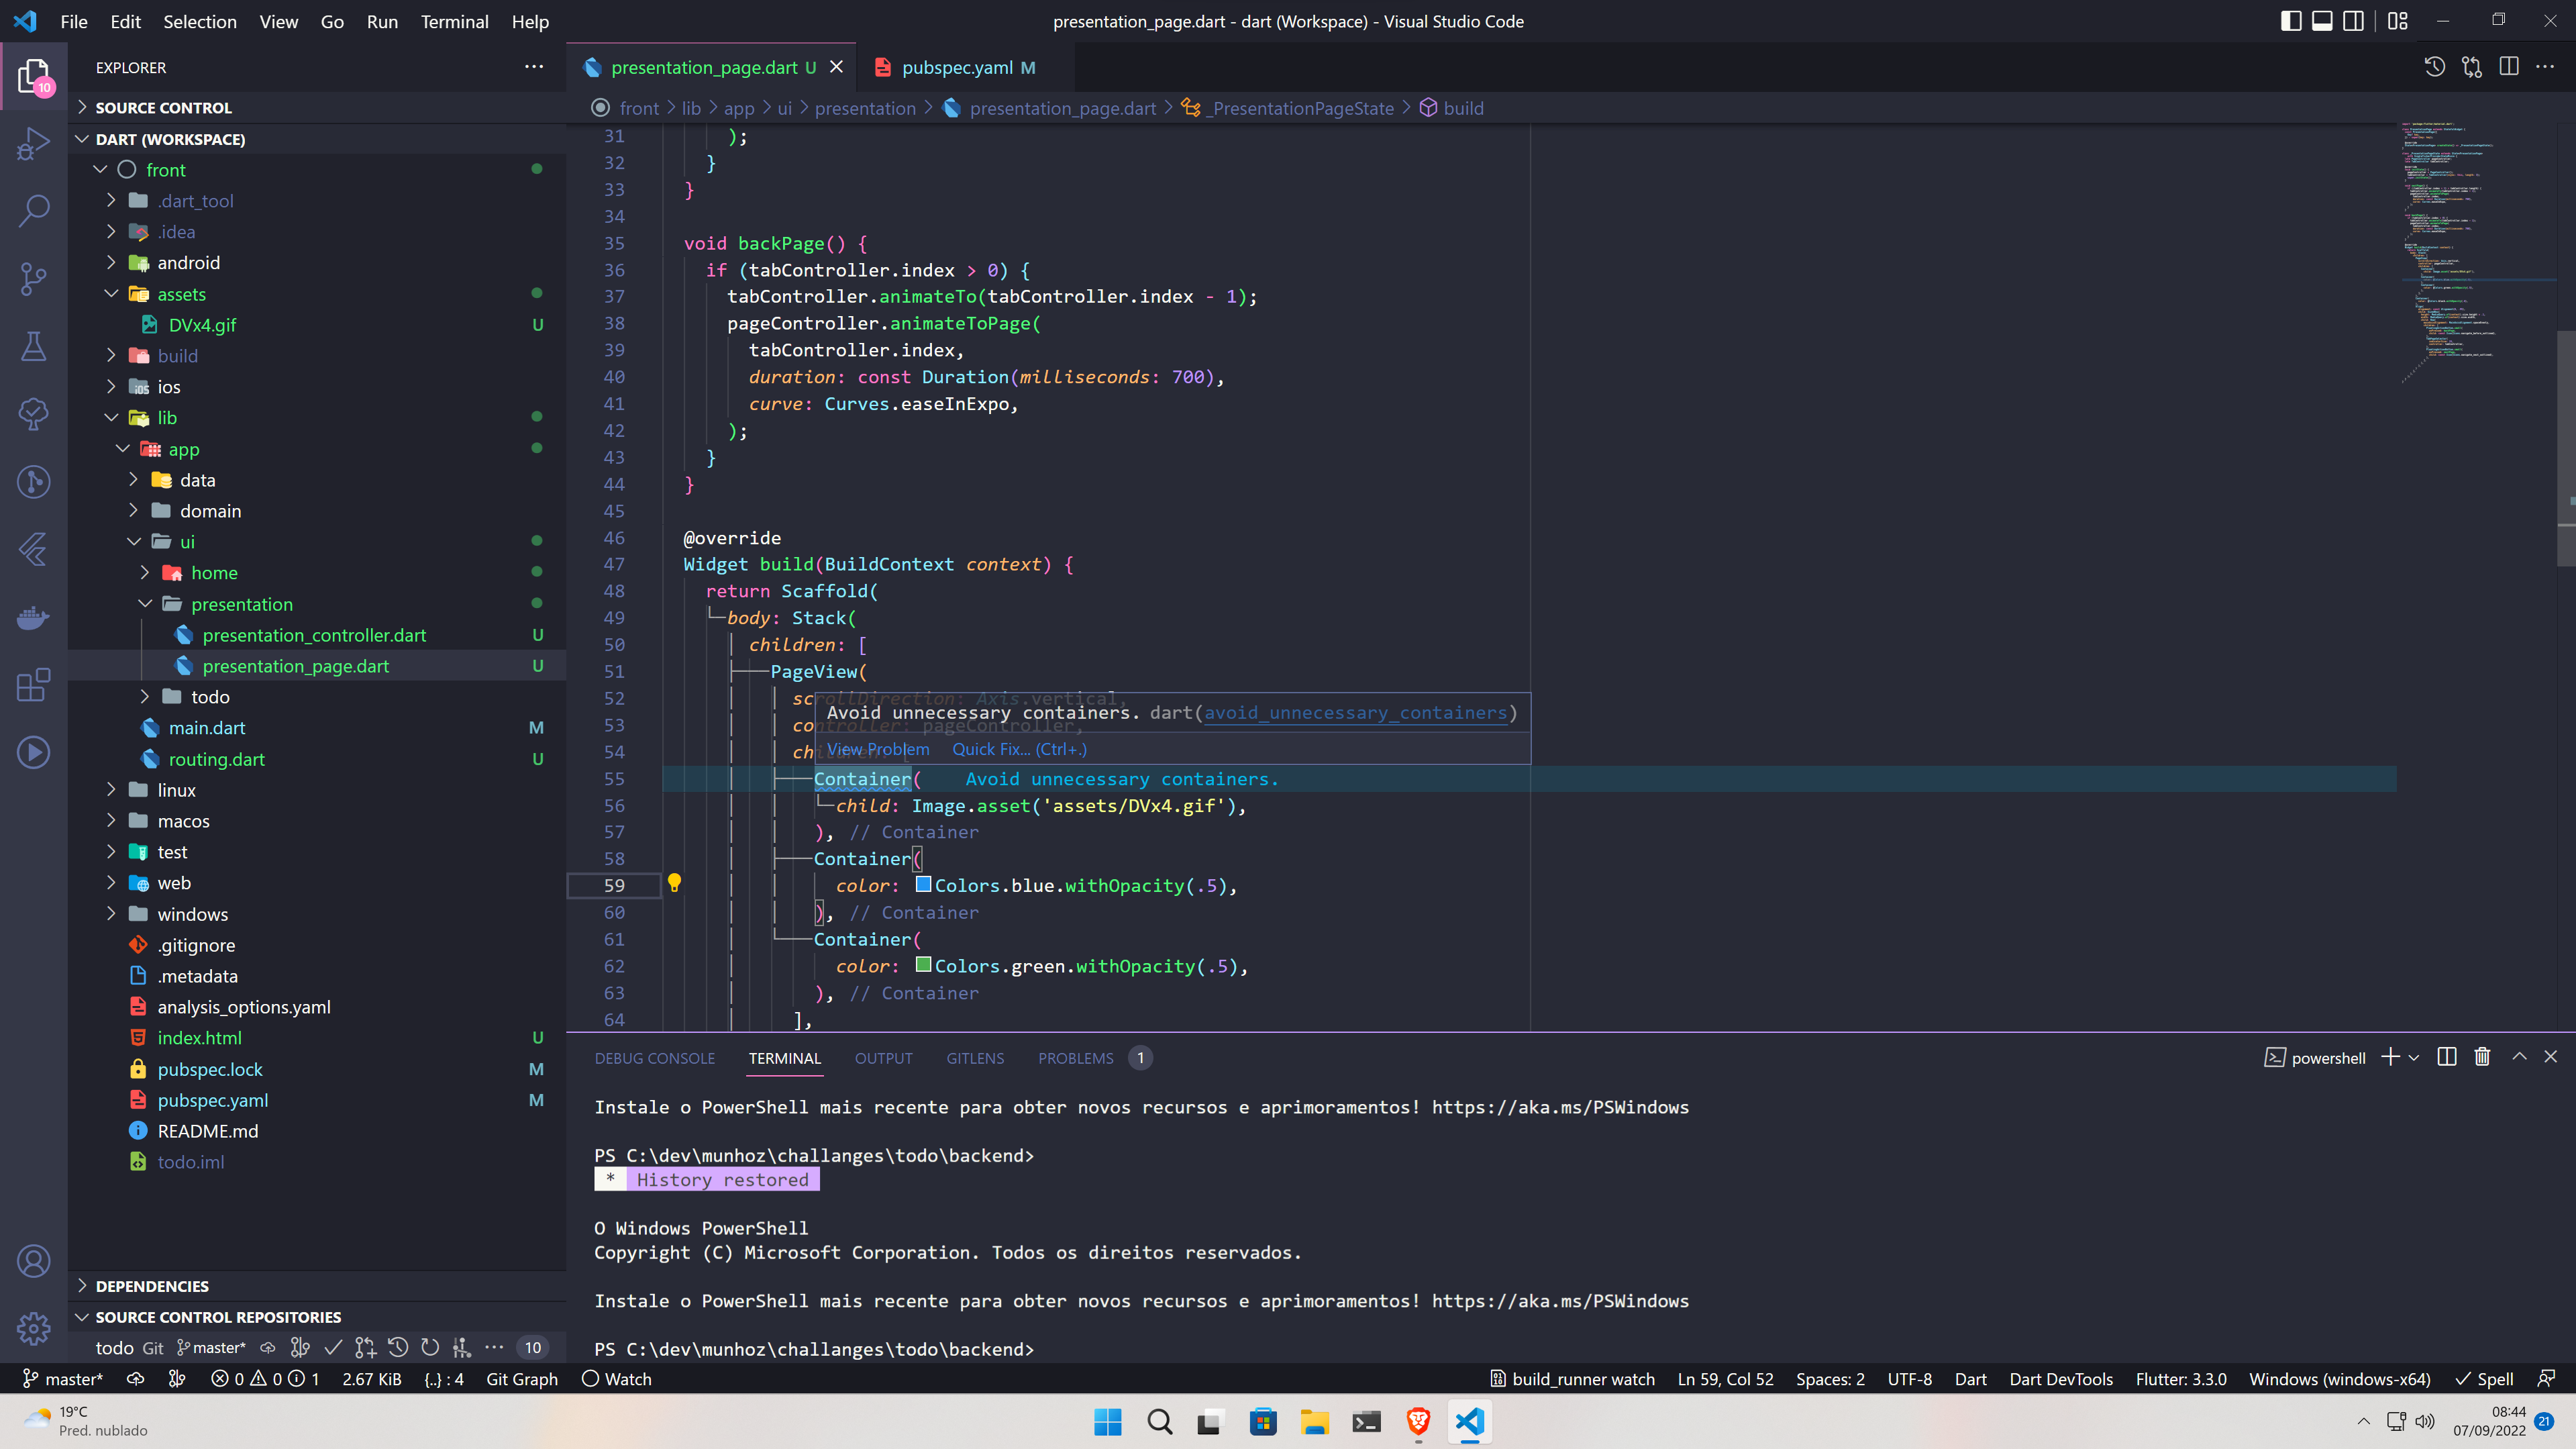 File Edit Selection View Go Run Terminal Help
presentation_page.dart - dart (Workspace) - Visual Studio Code
EXPLORER
10
SOURCE CONTROL
DART (WORKSPACE)
front
.dart_tool
.idea
android
assets
DVx4.gif U
build
ios
lib
app
data
domain
ui
home
presentation
presentation_controller.dart U
presentation_page.dart U
todo
main.dart M
routing.dart U
linux
macos
test
web
windows
.gitignore
.metadata
analysis_options.yaml
index.html U
pubspec.lock M
pubspec.yaml M
README.md
todo.iml
DEPENDENCIES
SOURCE CONTROL REPOSITORIES
todo Git master* 10
presentation_page.dart U
pubspec.yaml M
front > lib > app > ui > presentation > presentation_page.dart > _PresentationPageState > build
31 );
32 }
33 }
34
35 void backPage() {
36 if (tabController.index > 0) {
37 tabController.animateTo(tabController.index - 1);
38 pageController.animateToPage(
39 tabController.index,
40 duration: const Duration(milliseconds: 700),
41 curve: Curves.easeInExpo,
42 );
43 }
44 }
45
46 @override
47 Widget build(BuildContext context) {
48 return Scaffold(
49 body: Stack(
50 children: [
51 PageView(
52 scrollDirection: Axis.vertical,
Avoid unnecessary containers. dart(avoid_unnecessary_containers)
53 controller: pageController,
View Problem Quick Fix... (Ctrl+.)
54 children: [
55 Container( Avoid unnecessary containers.
56 child: Image.asset('assets/DVx4.gif'),
57 ), // Container
58 Container(
59 color: Colors.blue.withOpacity(.5),
60 ), // Container
61 Container(
62 color: Colors.green.withOpacity(.5),
63 ), // Container
64 ],
DEBUG CONSOLE TERMINAL OUTPUT GITLENS PROBLEMS 1
powershell
Instale o PowerShell mais recente para obter novos recursos e aprimoramentos! https://aka.ms/PSWindows
PS C:\dev\munhoz\challanges\todo\backend>
* History restored
O Windows PowerShell
Copyright (C) Microsoft Corporation. Todos os direitos reservados.
Instale o PowerShell mais recente para obter novos recursos e aprimoramentos! https://aka.ms/PSWindows
PS C:\dev\munhoz\challanges\todo\backend>
master* 0 0 1 2.67 KiB {..} : 4 Git Graph Watch
build_runner watch Ln 59, Col 52 Spaces: 2 UTF-8 Dart Dart DevTools Flutter: 3.3.0 Windows (windows-x64) Spell
19°C
Pred. nublado
08:44
07/09/2022
21